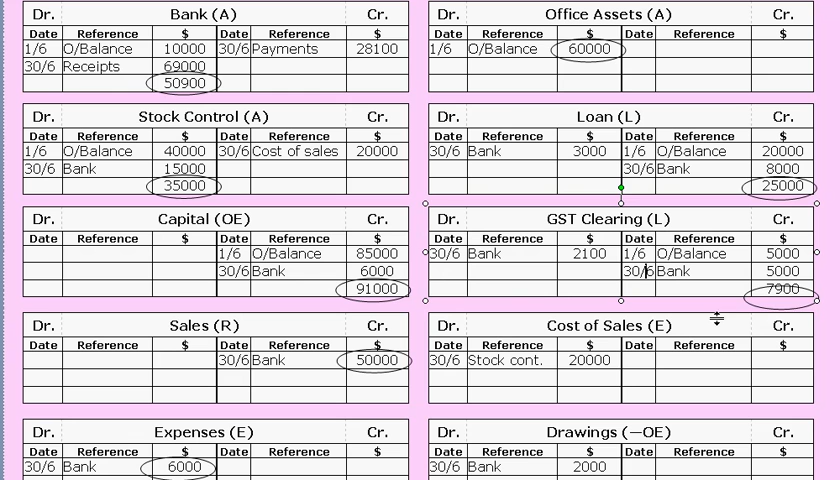 Dr. Bank (A) Cr.
Date Reference $ Date Reference $
1/6 O/Balance 10000 30/6 Payments 28100
30/6 Receipts 69000
50900
Dr. Office Assets (A) Cr.
Date Reference $ Date Reference $
1/6 O/Balance 60000
Dr. Stock Control (A) Cr.
Date Reference $ Date Reference $
1/6 O/Balance 40000 30/6 Cost of sales 20000
30/6 Bank 15000
35000
Dr. Loan (L) Cr.
Date Reference $ Date Reference $
30/6 Bank 3000 1/6 O/Balance 20000
30/6 Bank 8000
25000
Dr. Capital (OE) Cr.
Date Reference $ Date Reference $
1/6 O/Balance 85000
30/6 Bank 6000
91000
Dr. GST Clearing (L) Cr.
Date Reference $ Date Reference $
30/6 Bank 2100 1/6 O/Balance 5000
30/6 Bank 5000
7900
Dr. Sales (R) Cr.
Date Reference $ Date Reference $
30/6 Bank 50000
Dr. Cost of Sales (E) Cr.
Date Reference $ Date Reference $
30/6 Stock cont. 20000
Dr. Expenses (E) Cr.
Date Reference $ Date Reference $
30/6 Bank 6000
Dr. Drawings (—OE) Cr.
Date Reference $ Date Reference $
30/6 Bank 2000